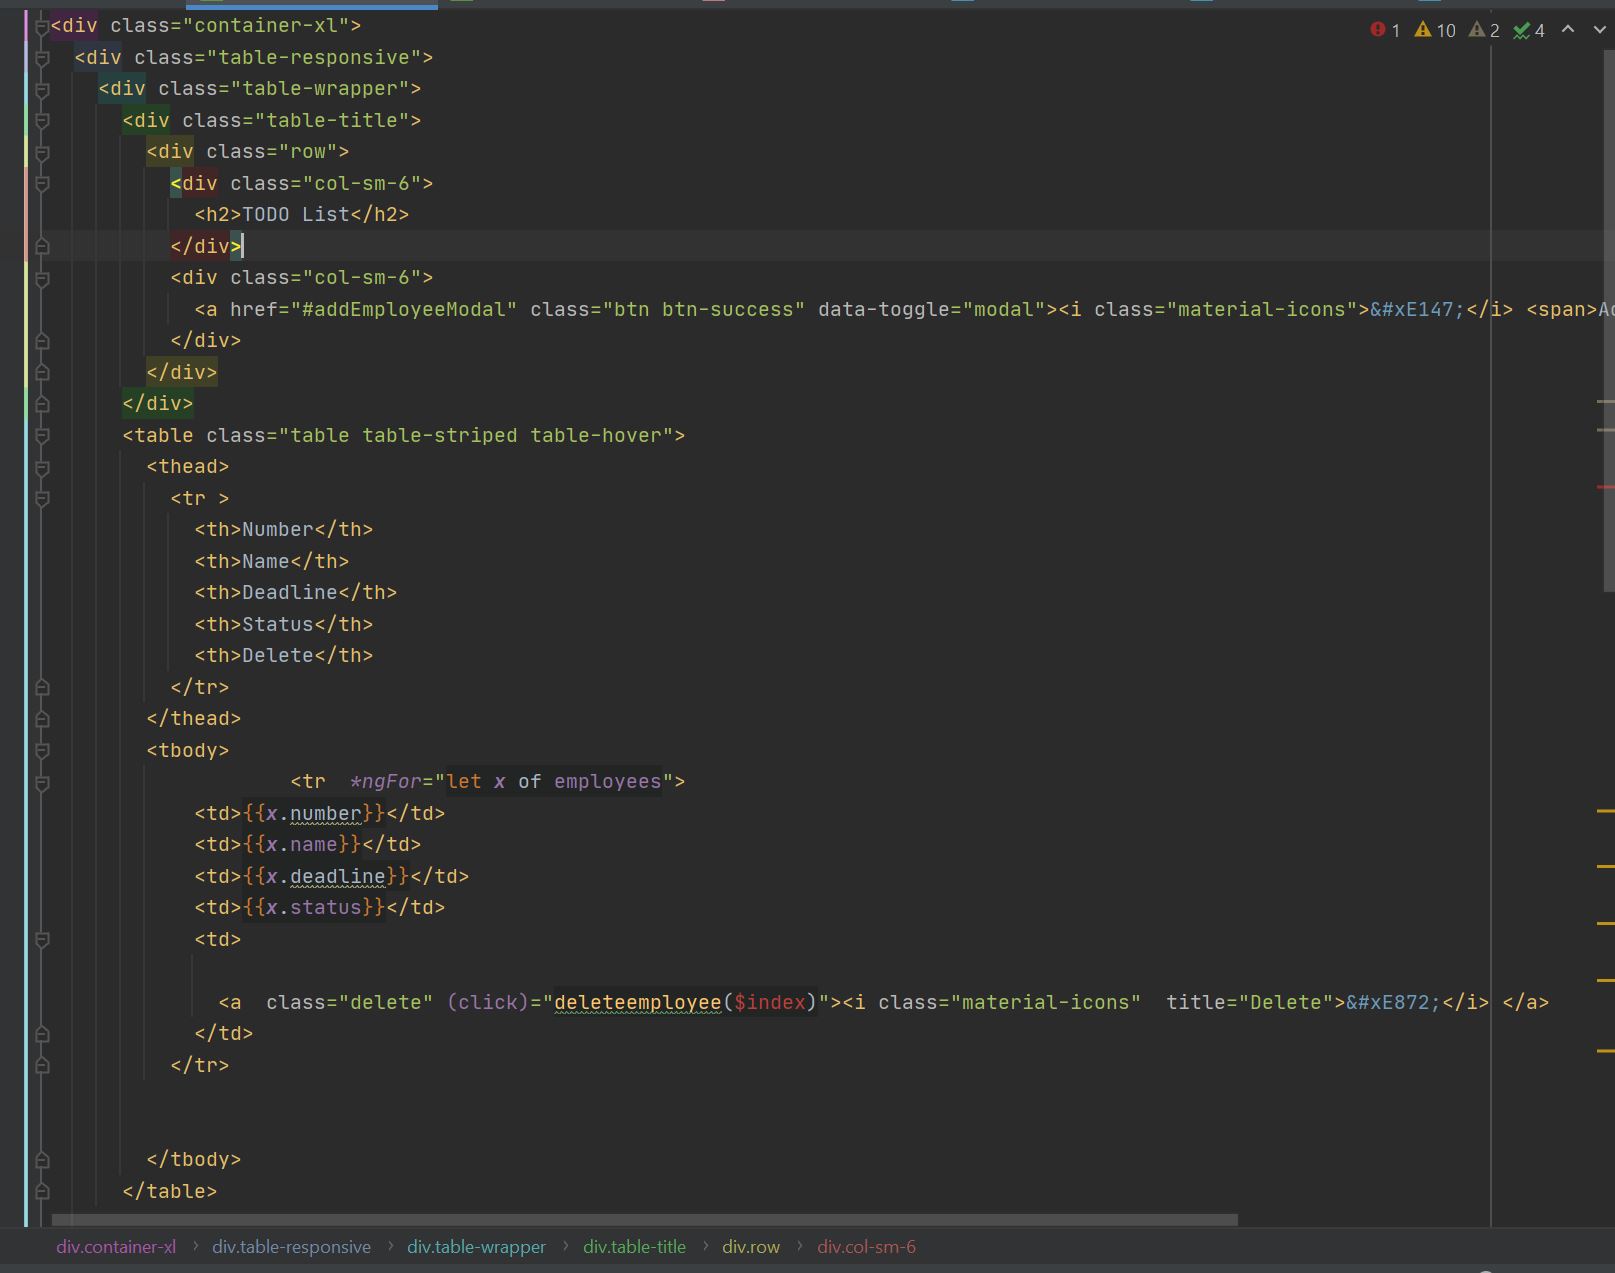 <div class="container-xl">
1 10 2 4
<div class="table-responsive">
<div class="table-wrapper">
<div class="table-title">
<div class="row">
<div class="col-sm-6">
<h2>TODO List</h2>
</div>
<div class="col-sm-6">
<a href="#addEmployeeModal" class="btn btn-success" data-toggle="modal"><i class="material-icons">&#xE147;</i> <span>
</div>
</div>
</div>
<table class="table table-striped table-hover">
<thead>
<tr >
<th>Number</th>
<th>Name</th>
<th>Deadline</th>
<th>Status</th>
<th>Delete</th>
</tr>
</thead>
<tbody>
<tr  *ngFor="let x of employees">
<td>{{x.number}}</td>
<td>{{x.name}}</td>
<td>{{x.deadline}}</td>
<td>{{x.status}}</td>
<td>
<a  class="delete" (click)="deleteemployee($index)"><i class="material-icons"  title="Delete">&#xE872;</i> </a>
</td>
</tr>
</tbody>
</table>
div.container-xl › div.table-responsive › div.table-wrapper › div.table-title › div.row › div.col-sm-6